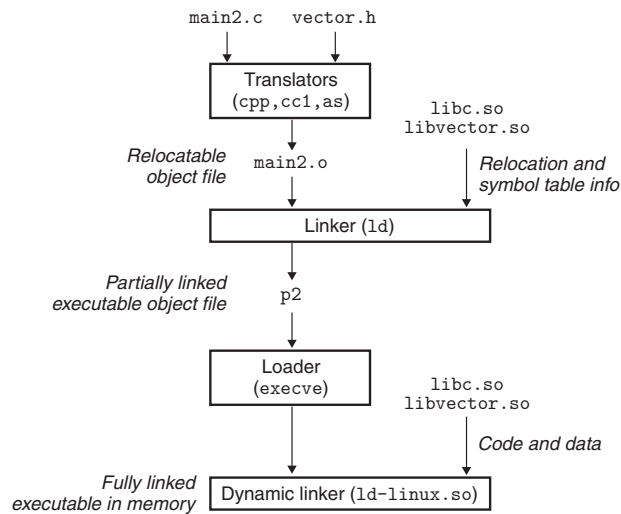 main2.c vector.h
Translators
(cpp,cc1,as)
libc.so
libvector.so
Relocatable
object file
main2.o
Relocation and
symbol table info
Linker (ld)
Partially linked
executable object file
p2
Loader
(execve)
libc.so
libvector.so
Code and data
Fully linked
executable in memory
Dynamic linker (ld-linux.so)